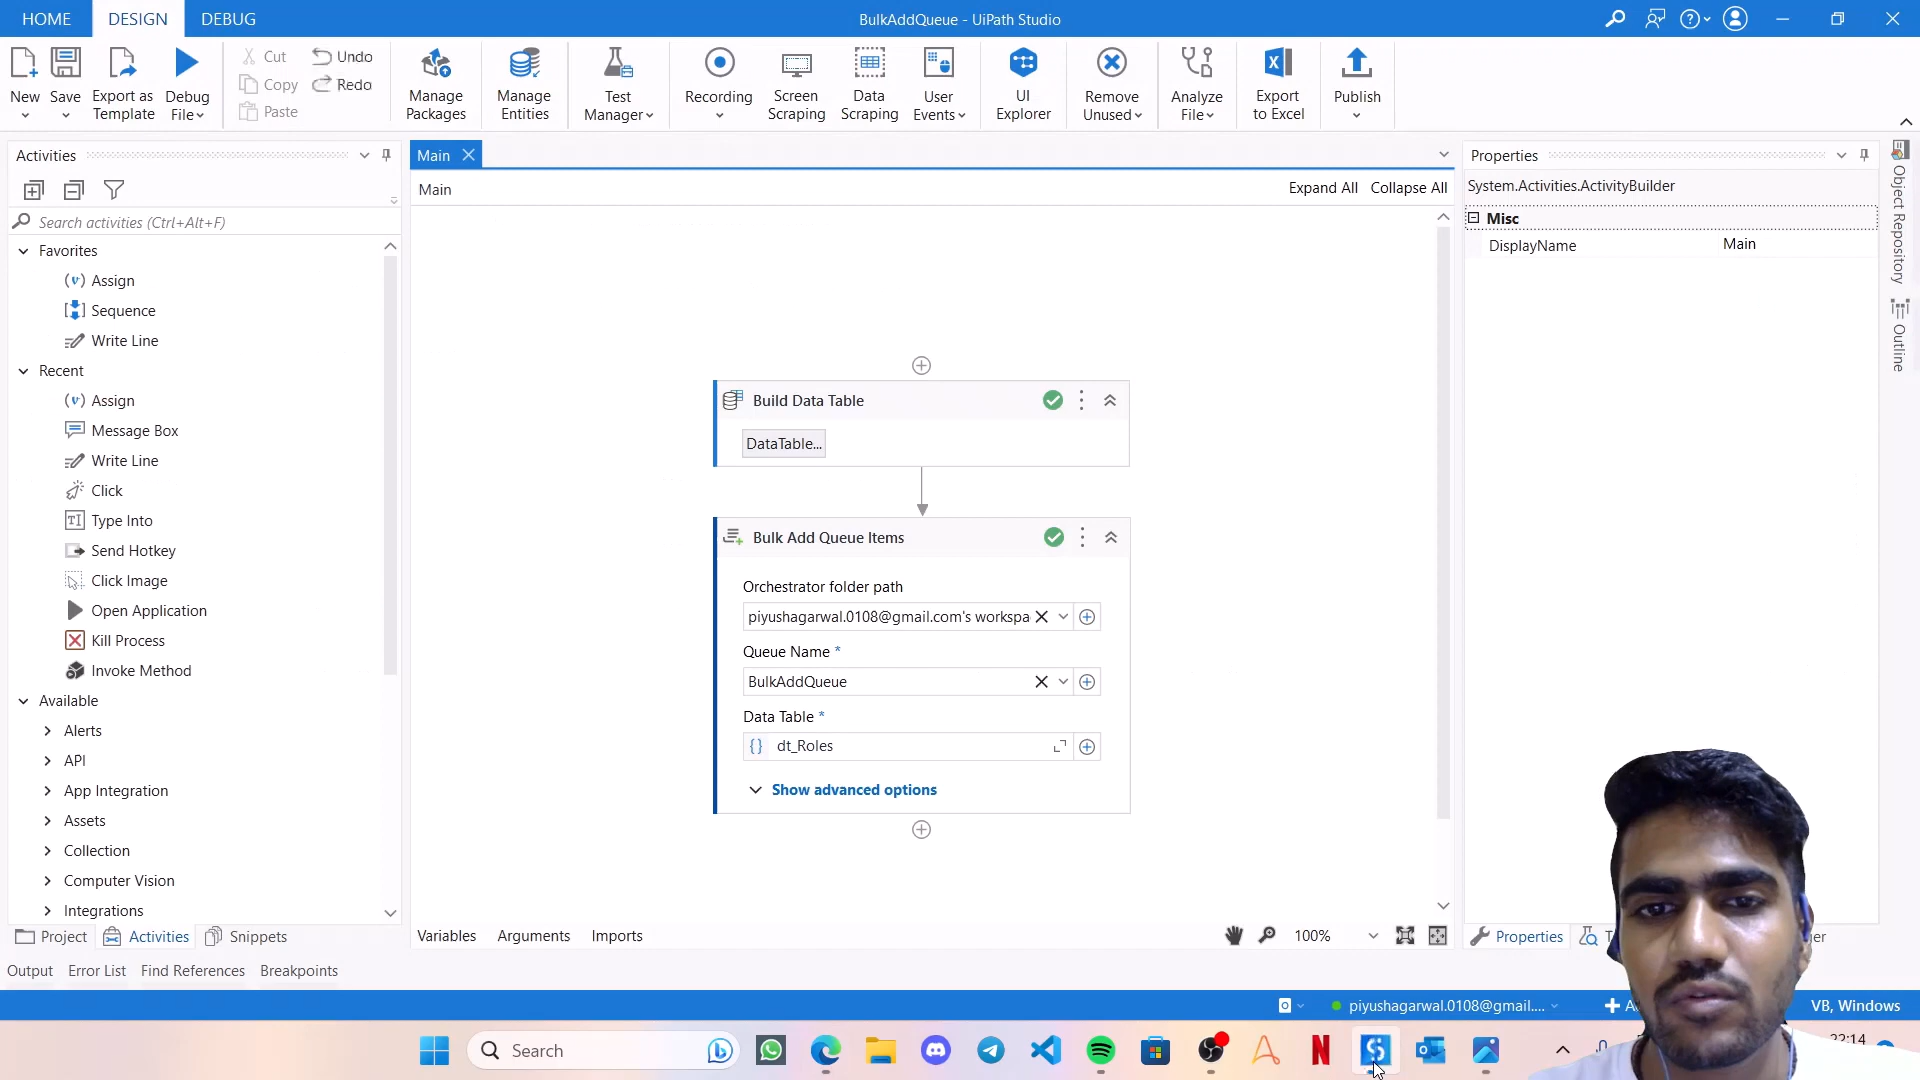 HOME DESIGN DEBUG
BulkAddQueue - UiPath Studio
New
Save
Export as Template
Debug File
Cut
Copy
Paste
Undo
Redo
Manage Packages
Manage Entities
Test Manager
Recording
Screen Scraping
Data Scraping
User Events
UI Explorer
Remove Unused
Analyze File
Export to Excel
Publish
Activities
Search activities (Ctrl+Alt+F)
Favorites
Assign
Sequence
Write Line
Recent
Assign
Message Box
Write Line
Click
Type Into
Send Hotkey
Click Image
Open Application
Kill Process
Invoke Method
Available
Alerts
API
App Integration
Assets
Collection
Computer Vision
Integrations
Project Activities Snippets
Main
Main
Expand All Collapse All
Build Data Table
DataTable...
Bulk Add Queue Items
Orchestrator folder path
piyushagarwal.0108@gmail.com's workspa
Queue Name *
BulkAddQueue
Data Table *
{} dt_Roles
Show advanced options
Variables Arguments Imports
100%
Properties
System.Activities.ActivityBuilder
Misc
DisplayName Main
Object Repository
Outline
Properties
Output Error List Find References Breakpoints
piyushagarwal.0108@gmail....
VB, Windows
Search
22:14